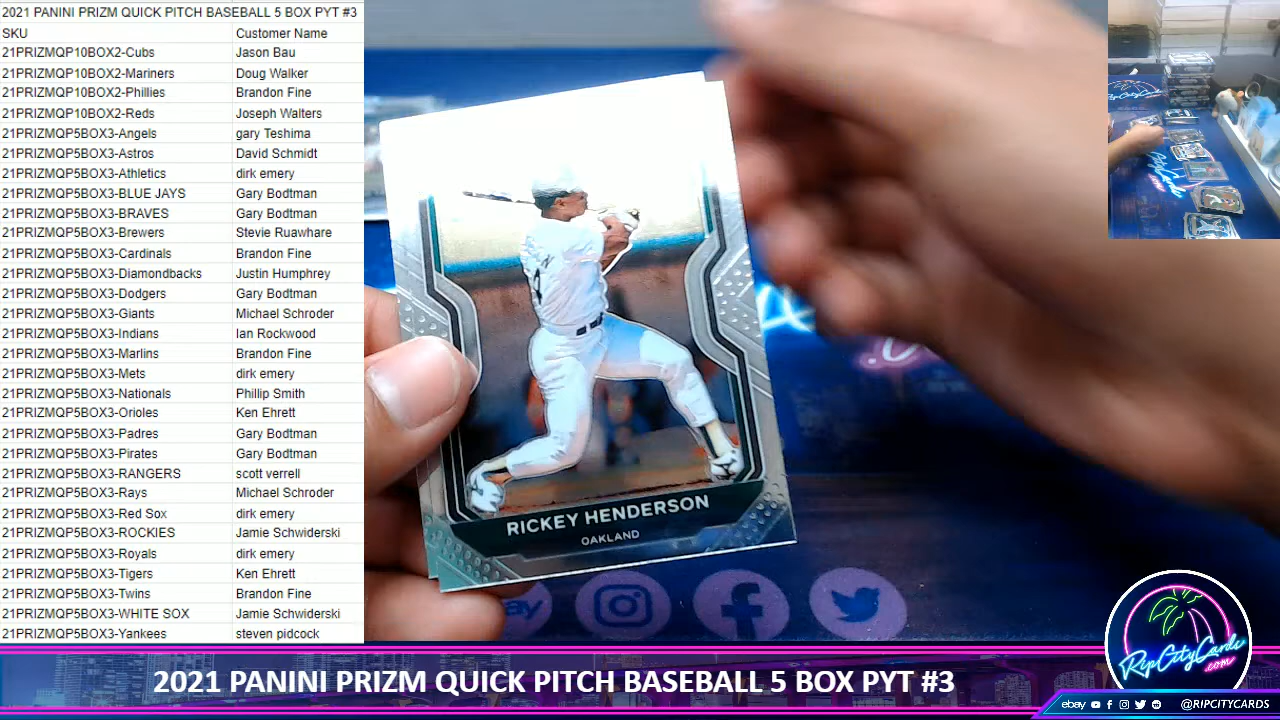 2021 PANINI PRIZM QUICK PITCH BASEBALL 5 BOX PYT #3
SKU Customer Name
21PRIZMQP10BOX2-Cubs Jason Bau
21PRIZMQP10BOX2-Mariners Doug Walker
21PRIZMQP10BOX2-Phillies Brandon Fine
21PRIZMQP10BOX2-Reds Joseph Walters
21PRIZMQP5BOX3-Angels gary Teshima
21PRIZMQP5BOX3-Astros David Schmidt
21PRIZMQP5BOX3-Athletics dirk emery
21PRIZMQP5BOX3-BLUE JAYS Gary Bodtman
21PRIZMQP5BOX3-BRAVES Gary Bodtman
21PRIZMQP5BOX3-Brewers Stevie Ruawhare
21PRIZMQP5BOX3-Cardinals Brandon Fine
21PRIZMQP5BOX3-Diamondbacks Justin Humphrey
21PRIZMQP5BOX3-Dodgers Gary Bodtman
21PRIZMQP5BOX3-Giants Michael Schroder
21PRIZMQP5BOX3-Indians Ian Rockwood
21PRIZMQP5BOX3-Marlins Brandon Fine
21PRIZMQP5BOX3-Mets dirk emery
21PRIZMQP5BOX3-Nationals Phillip Smith
21PRIZMQP5BOX3-Orioles Ken Ehrett
21PRIZMQP5BOX3-Padres Gary Bodtman
21PRIZMQP5BOX3-Pirates Gary Bodtman
21PRIZMQP5BOX3-RANGERS scott verrell
21PRIZMQP5BOX3-Rays Michael Schroder
21PRIZMQP5BOX3-Red Sox dirk emery
21PRIZMQP5BOX3-ROCKIES Jamie Schwiderski
21PRIZMQP5BOX3-Royals dirk emery
21PRIZMQP5BOX3-Tigers Ken Ehrett
21PRIZMQP5BOX3-Twins Brandon Fine
21PRIZMQP5BOX3-WHITE SOX Jamie Schwiderski
21PRIZMQP5BOX3-Yankees steven pidcock
RICKEY HENDERSON
OAKLAND
RipCityCards
.com
2021 PANINI PRIZM QUICK PITCH BASEBALL 5 BOX PYT #3
ebay @RIPCITYCARDS